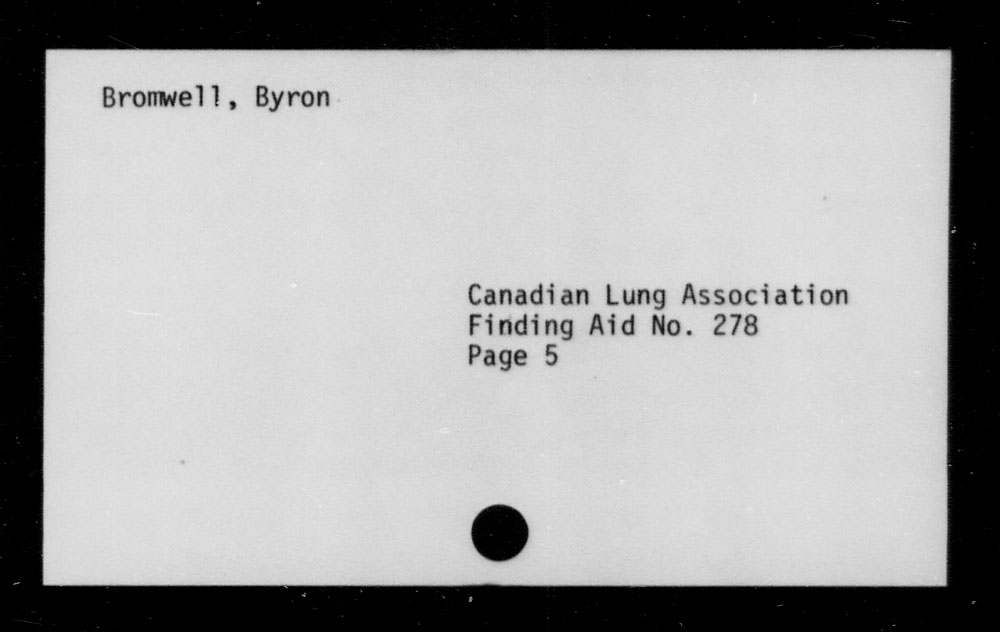 Bromwell, Byron
Canadian Lung Association
Finding Aid No. 278
Page 5